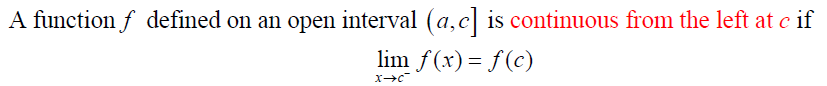 A function f defined on an open interval (a,c] is continuous from the left at c if
lim x→c⁻ f(x) = f(c)